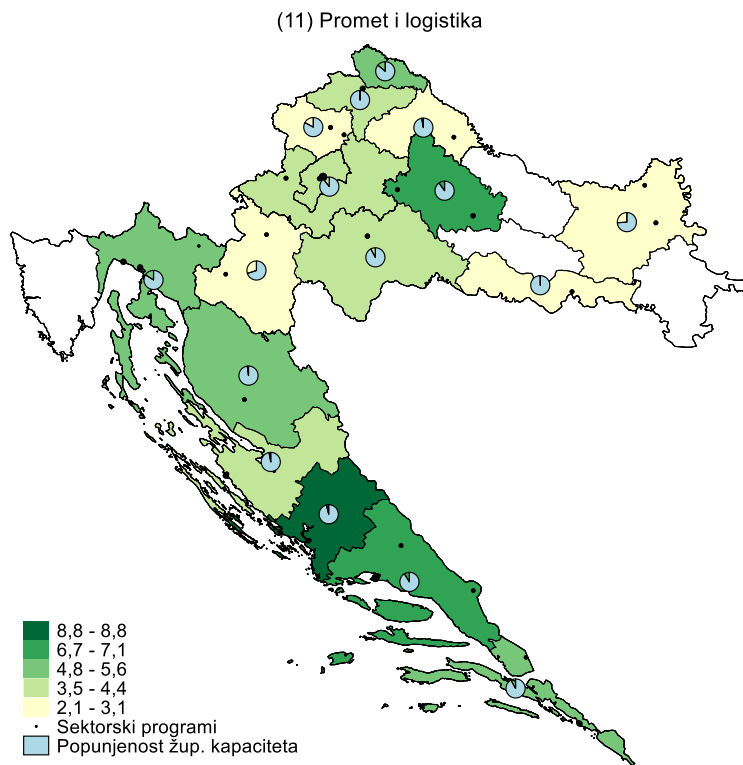 (11) Promet i logistika
8,8 - 8,8
6,7 - 7,1
4,8 - 5,6
3,5 - 4,4
2,1 - 3,1
Sektorski programi
Popunjenost žup. kapaciteta